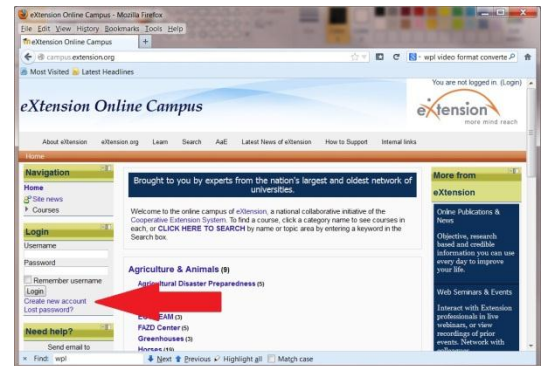 eXtension Online Campus - Mozilla Firefox
File Edit View History Bookmarks Tools Help
eXtension Online Campus
campus.extension.org
wpl video format converte
Most Visited Latest Headlines
You are not logged in. (Login)
eXtension Online Campus
eXtension
more mind reach
About eXtension eXtension.org Learn Search AaE Latest News of eXtension How to Support Internal links
Home
Navigation
Home
Site news
Courses
Login
Username
Password
Remember username
Login
Create new account
Lost password?
Need help?
Send email to
Brought to you by experts from the nation's largest and oldest network of
universities.
Welcome to the online campus of eXtension, a national collaborative initiative of the
Cooperative Extension System. To find a course, click a category name to see courses in
each, or CLICK HERE TO SEARCH by name or topic area by entering a keyword in the
Search box.
Agriculture & Animals (9)
Agricultural Disaster Preparedness (5)
(3)
FAZD Center (5)
Greenhouses (3)
Horses (19)
More from
eXtension
Online Publications &
News
Objective, research
based and credible
information you can use
every day to improve
your life.
Web Seminars & Events
Interact with Extension
professionals in live
webinars, or view
recordings of prior
events. Network with
colleagues
× Find: wpl Next Previous Highlight all Match case